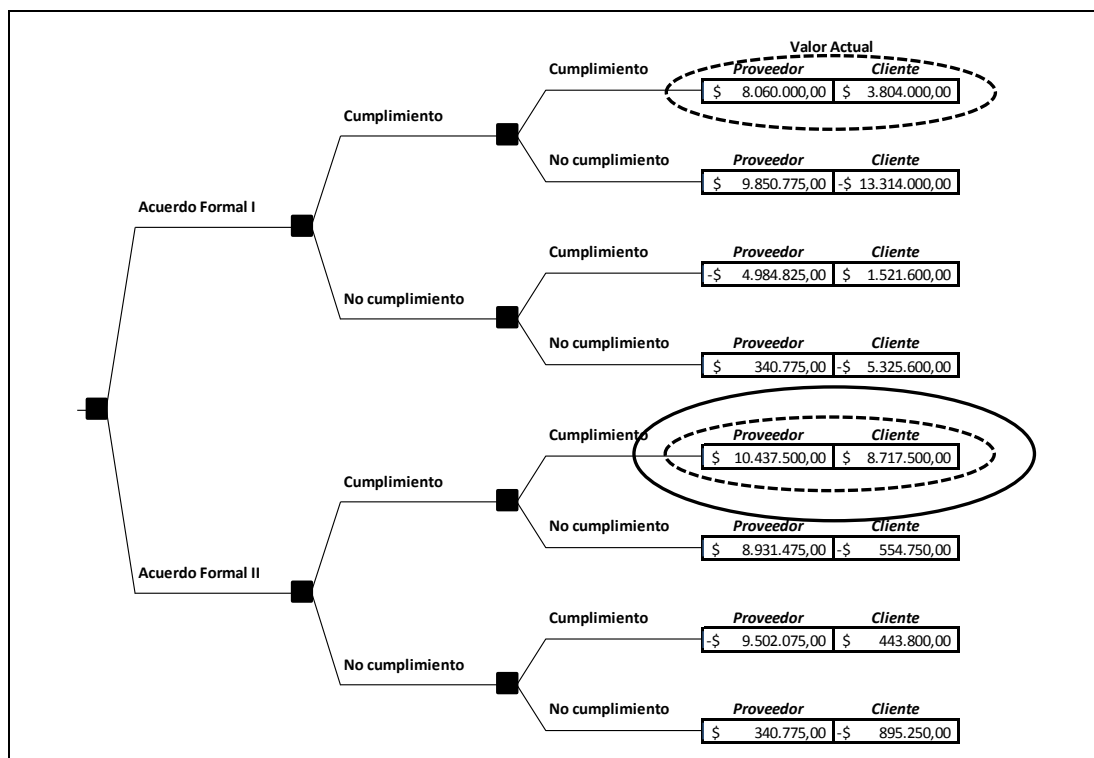 Valor Actual
Cumplimiento Proveedor Cliente
$ 8.060.000,00 $ 3.804.000,00
Cumplimiento
No cumplimiento Proveedor Cliente
$ 9.850.775,00 -$ 13.314.000,00
Acuerdo Formal I
Cumplimiento Proveedor Cliente
-$ 4.984.825,00 $ 1.521.600,00
No cumplimiento
No cumplimiento Proveedor Cliente
$ 340.775,00 -$ 5.325.600,00
Cumplimiento Proveedor Cliente
$ 10.437.500,00 $ 8.717.500,00
Cumplimiento
No cumplimiento Proveedor Cliente
$ 8.931.475,00 -$ 554.750,00
Acuerdo Formal II
Cumplimiento Proveedor Cliente
-$ 9.502.075,00 $ 443.800,00
No cumplimiento
No cumplimiento Proveedor Cliente
$ 340.775,00 -$ 895.250,00